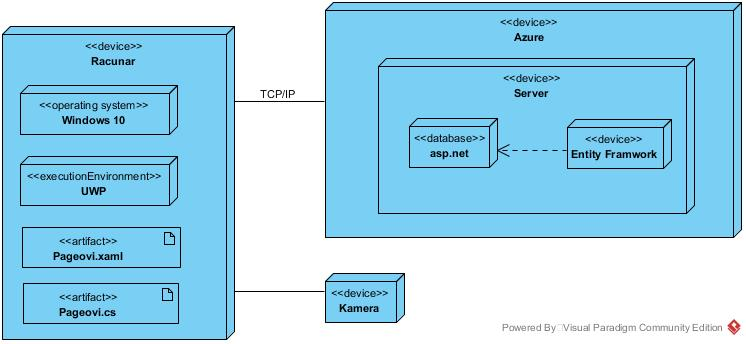 <<device>>
Racunar
<<operating system>>
Windows 10
<<executionEnvironment>>
UWP
<<artifact>>
Pageovi.xaml
<<artifact>>
Pageovi.cs
TCP/IP
<<device>>
Azure
<<device>>
Server
<<database>>
asp.net
<<device>>
Entity Framwork
<<device>>
Kamera
Powered By Visual Paradigm Community Edition